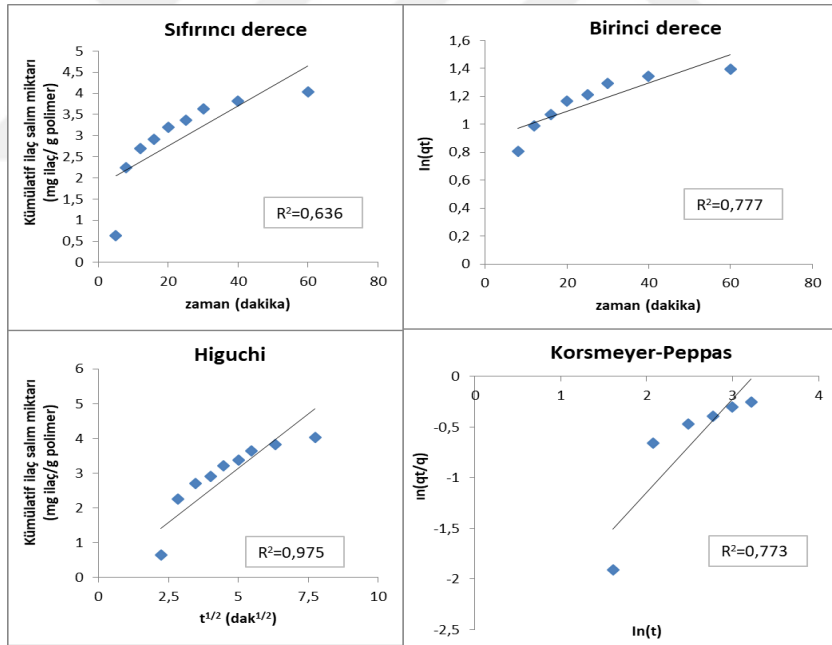 Sıfırıncı derece
Kümülatif ilaç salım miktarı
(mg ilaç/ g polimer)
5
4,5
4
3,5
3
2,5
2
1,5
1
0,5
0
0
20
40
60
80
R²=0,636
zaman (dakika)
Birinci derece
ln(qt)
1,6
1,4
1,2
1
0,8
0,6
0,4
0,2
0
0
20
40
60
80
R²=0,777
zaman (dakika)
Higuchi
Kümülatif ilaç salım miktarı
(mg ilaç/g polimer)
6
5
4
3
2
1
0
0
2,5
5
7,5
10
R²=0,975
t¹/² (dak¹/²)
Korsmeyer-Peppas
ln(qt/q)
0
-0,5
-1
-1,5
-2
-2,5
0
1
2
3
4
R²=0,773
ln(t)